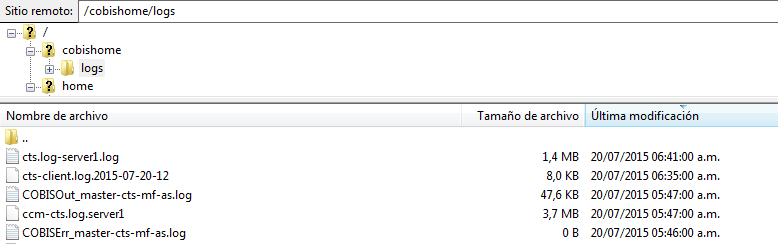 Sitio remoto: /cobishome/logs
/
cobishome
logs
home
Nombre de archivo Tamaño de archivo Última modificación
..
cts.log-server1.log 1,4 MB 20/07/2015 06:41:00 a.m.
cts-client.log.2015-07-20-12 8,0 KB 20/07/2015 06:35:00 a.m.
COBISOut_master-cts-mf-as.log 47,6 KB 20/07/2015 05:47:00 a.m.
ccm-cts.log.server1 3,7 MB 20/07/2015 05:47:00 a.m.
COBISErr_master-cts-mf-as.log 0 B 20/07/2015 05:46:00 a.m.